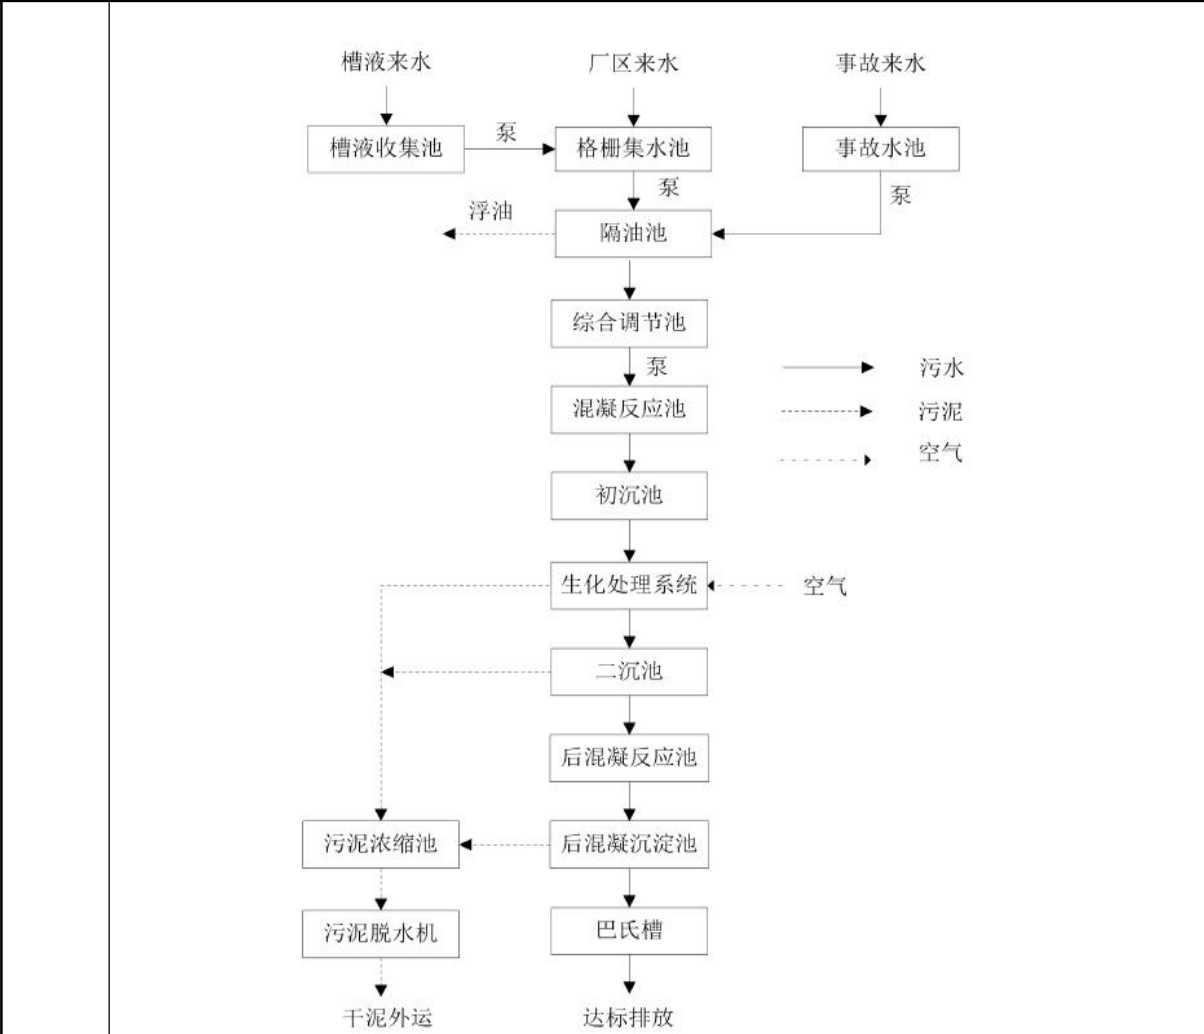 槽液来水
厂区来水
事故来水
槽液收集池
泵
格栅集水池
事故水池
泵
泵
浮油
隔油池
综合调节池
泵
污水
混凝反应池
污泥
空气
初沉池
生化处理系统
空气
二沉池
后混凝反应池
污泥浓缩池
后混凝沉淀池
污泥脱水机
巴氏槽
干泥外运
达标排放